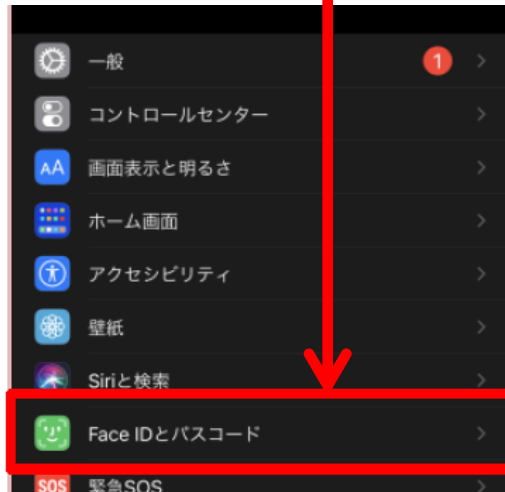 一般 1
コントロールセンター
AA 画面表示と明るさ
ホーム画面
アクセシビリティ
壁紙
Siriと検索
Face IDとパスコード
SOS 緊急SOS